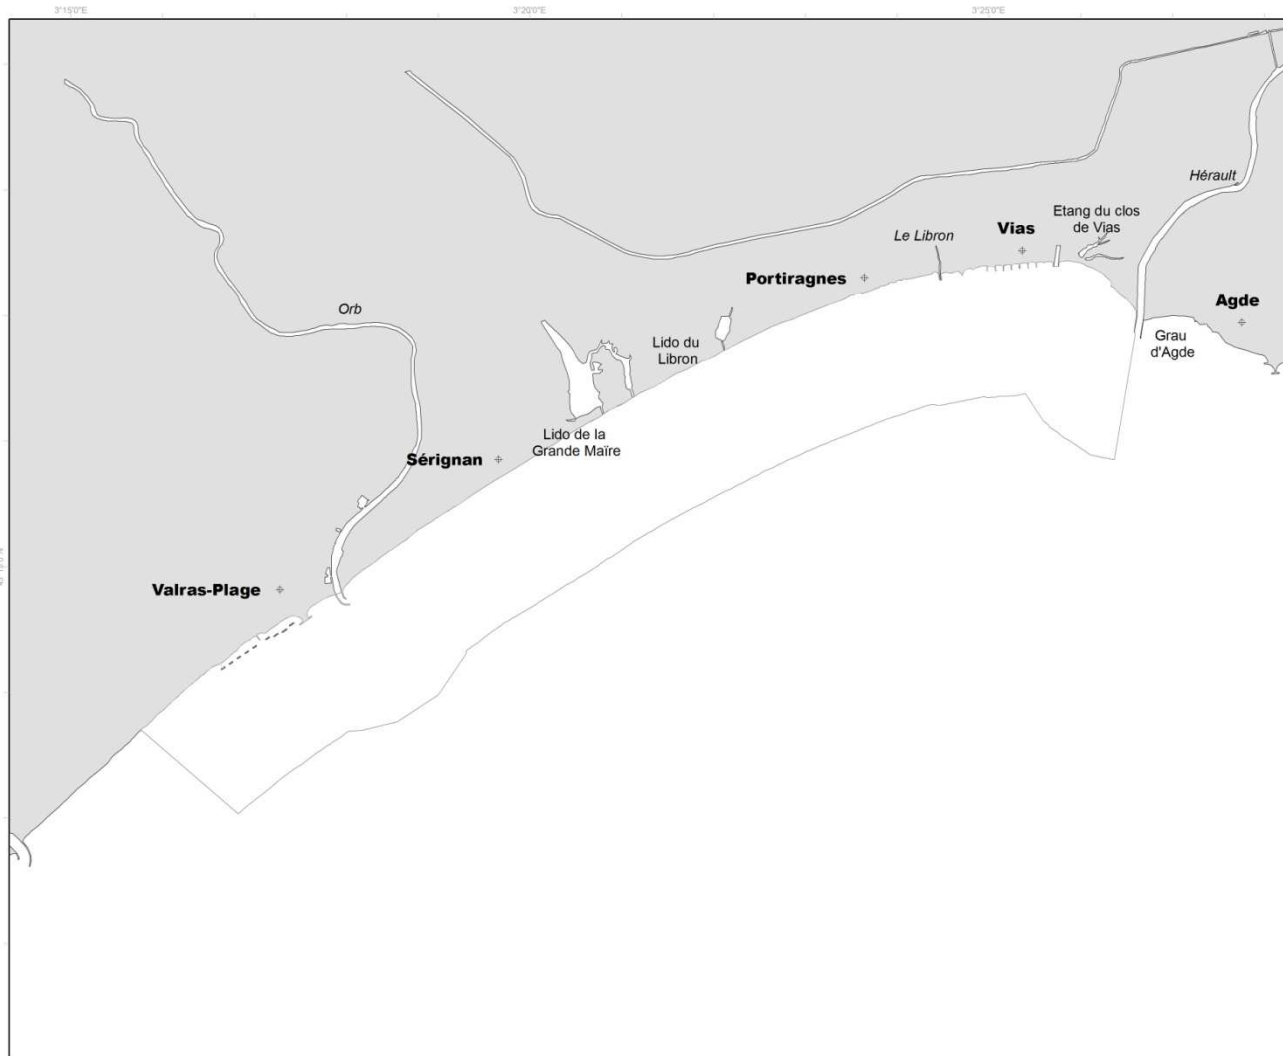 3°15'0"E
3°20'0"E
3°25'0"E
Hérault
Etang du clos
de Vias
Vias
Le Libron
Portiragnes
Agde
Orb
Lido du
Libron
Grau
d'Agde
Lido de la
Grande Maïre
Sérignan
Valras-Plage